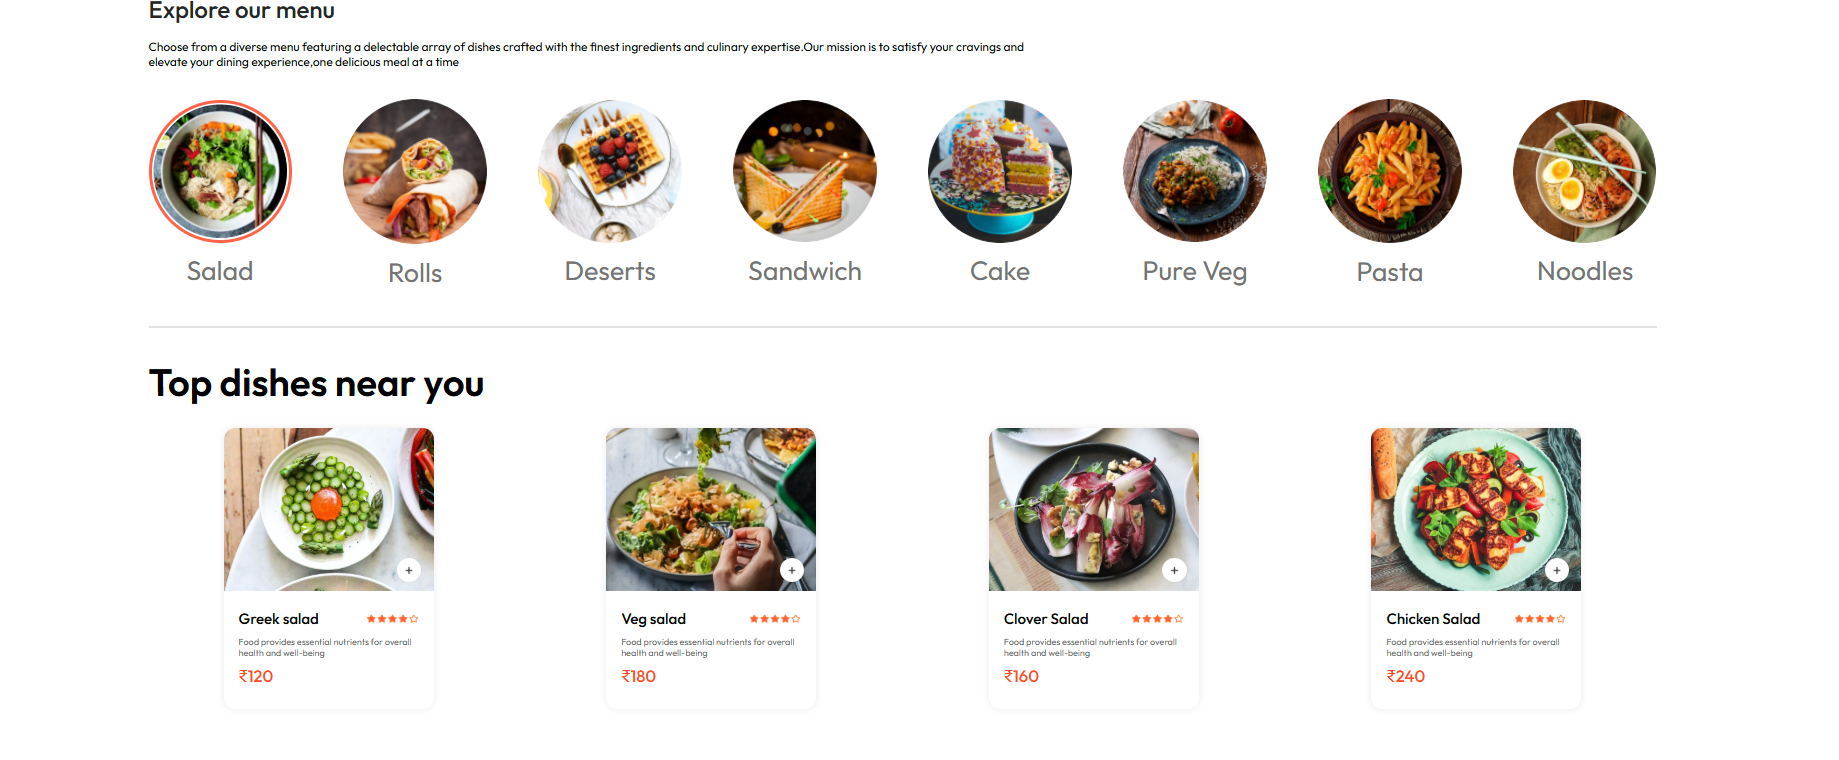 Explore our menu
Choose from a diverse menu featuring a delectable array of dishes crafted with the finest ingredients and culinary expertise.Our mission is to satisfy your cravings and
elevate your dining experience,one delicious meal at a time
Salad
Rolls
Deserts
Sandwich
Cake
Pure Veg
Pasta
Noodles
Top dishes near you
Greek salad
Food provides essential nutrients for overall
health and well-being
₹120
Veg salad
Food provides essential nutrients for overall
health and well-being
₹180
Clover Salad
Food provides essential nutrients for overall
health and well-being
₹160
Chicken Salad
Food provides essential nutrients for overall
health and well-being
₹240